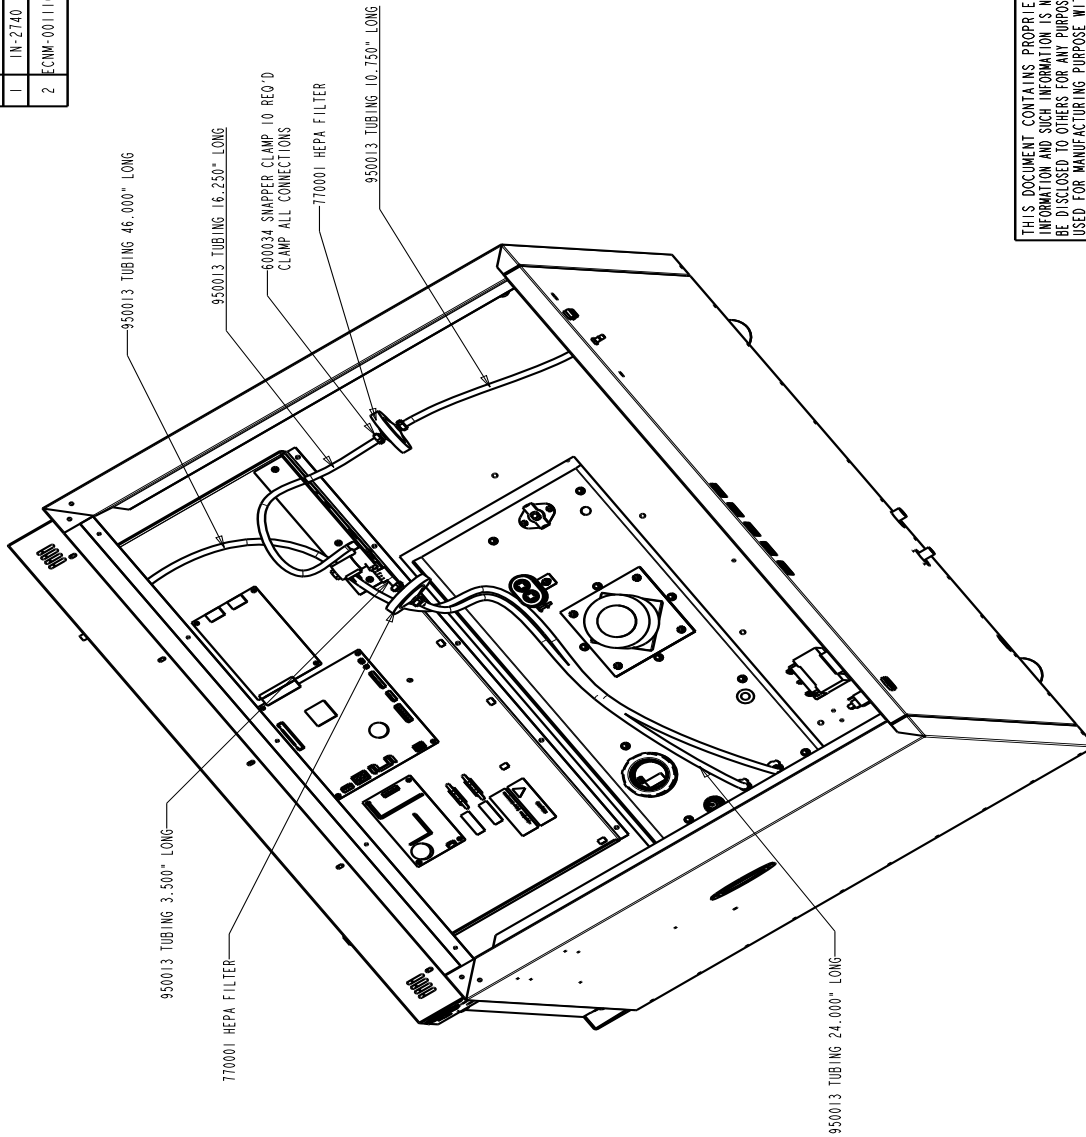 1 IN-2740
2 ECNM-00111
950013 TUBING 46.000" LONG
950013 TUBING 16.250" LONG
600034 SNAPPER CLAMP 10 REQ'D
CLAMP ALL CONNECTIONS
770001 HEPA FILTER
950013 TUBING 10.750" LONG
950013 TUBING 3.500" LONG
770001 HEPA FILTER
950013 TUBING 24.000" LONG
THIS DOCUMENT CONTAINS PROPRIE
INFORMATION AND SUCH INFORMATION IS N
BE DISCLOSED TO OTHERS FOR ANY PURPOS
USED FOR MANUFACTURING PURPOSE WI